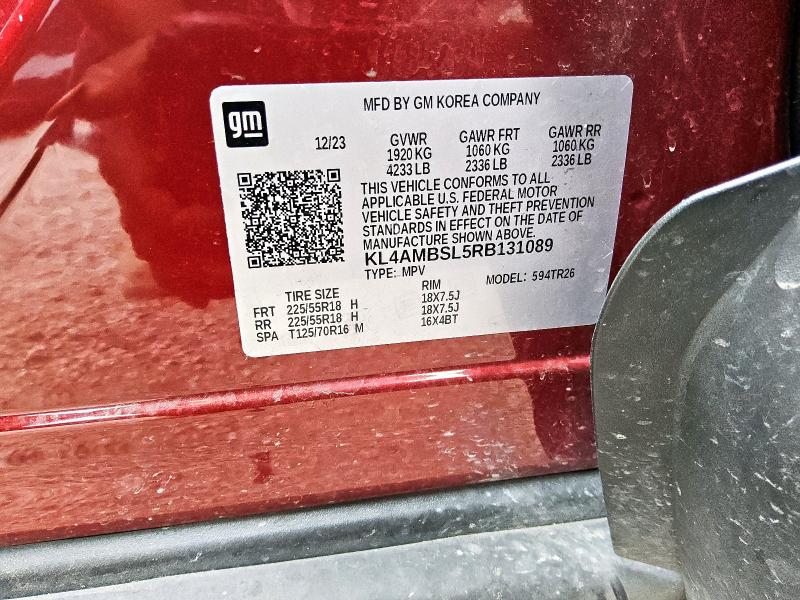 gm
MFD BY GM KOREA COMPANY
12/23 GVWR GAWR FRT GAWR RR
1920 KG 1060 KG 1060 KG
4233 LB 2336 LB 2336 LB
THIS VEHICLE CONFORMS TO ALL
APPLICABLE U.S. FEDERAL MOTOR
VEHICLE SAFETY AND THEFT PREVENTION
STANDARDS IN EFFECT ON THE DATE OF
MANUFACTURE SHOWN ABOVE.
KL4AMBSL5RB131089
TYPE: MPV MODEL: 594TR26
TIRE SIZE RIM
FRT 225/55R18 H 18X7.5J
RR 225/55R18 H 18X7.5J
SPA T125/70R16 M 16X4BT